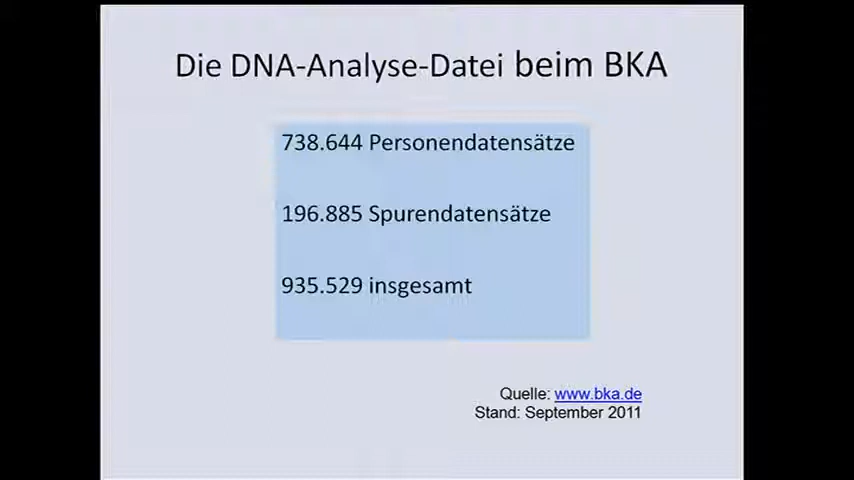 Die DNA-Analyse-Datei beim BKA
738.644 Personendatensätze
196.885 Spurendatensätze
935.529 insgesamt
Quelle: www.bka.de
Stand: September 2011